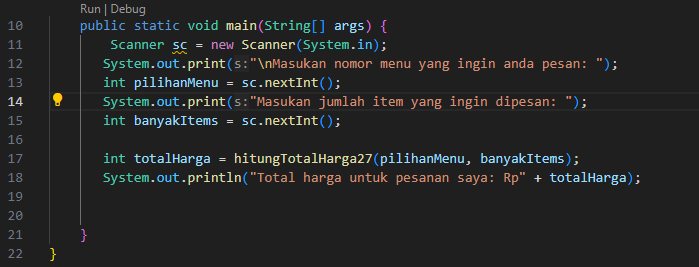 Run | Debug
10 public static void main(String[] args) {
11 Scanner sc = new Scanner(System.in);
12 System.out.print(s:"\nMasukan nomor menu yang ingin anda pesan: ");
13 int pilihanMenu = sc.nextInt();
14 System.out.print(s:"Masukan jumlah item yang ingin dipesan: ");
15 int banyakItems = sc.nextInt();
16
17 int totalHarga = hitungTotalHarga27(pilihanMenu, banyakItems);
18 System.out.println("Total harga untuk pesanan saya: Rp" + totalHarga);
19
20
21 }
22 }